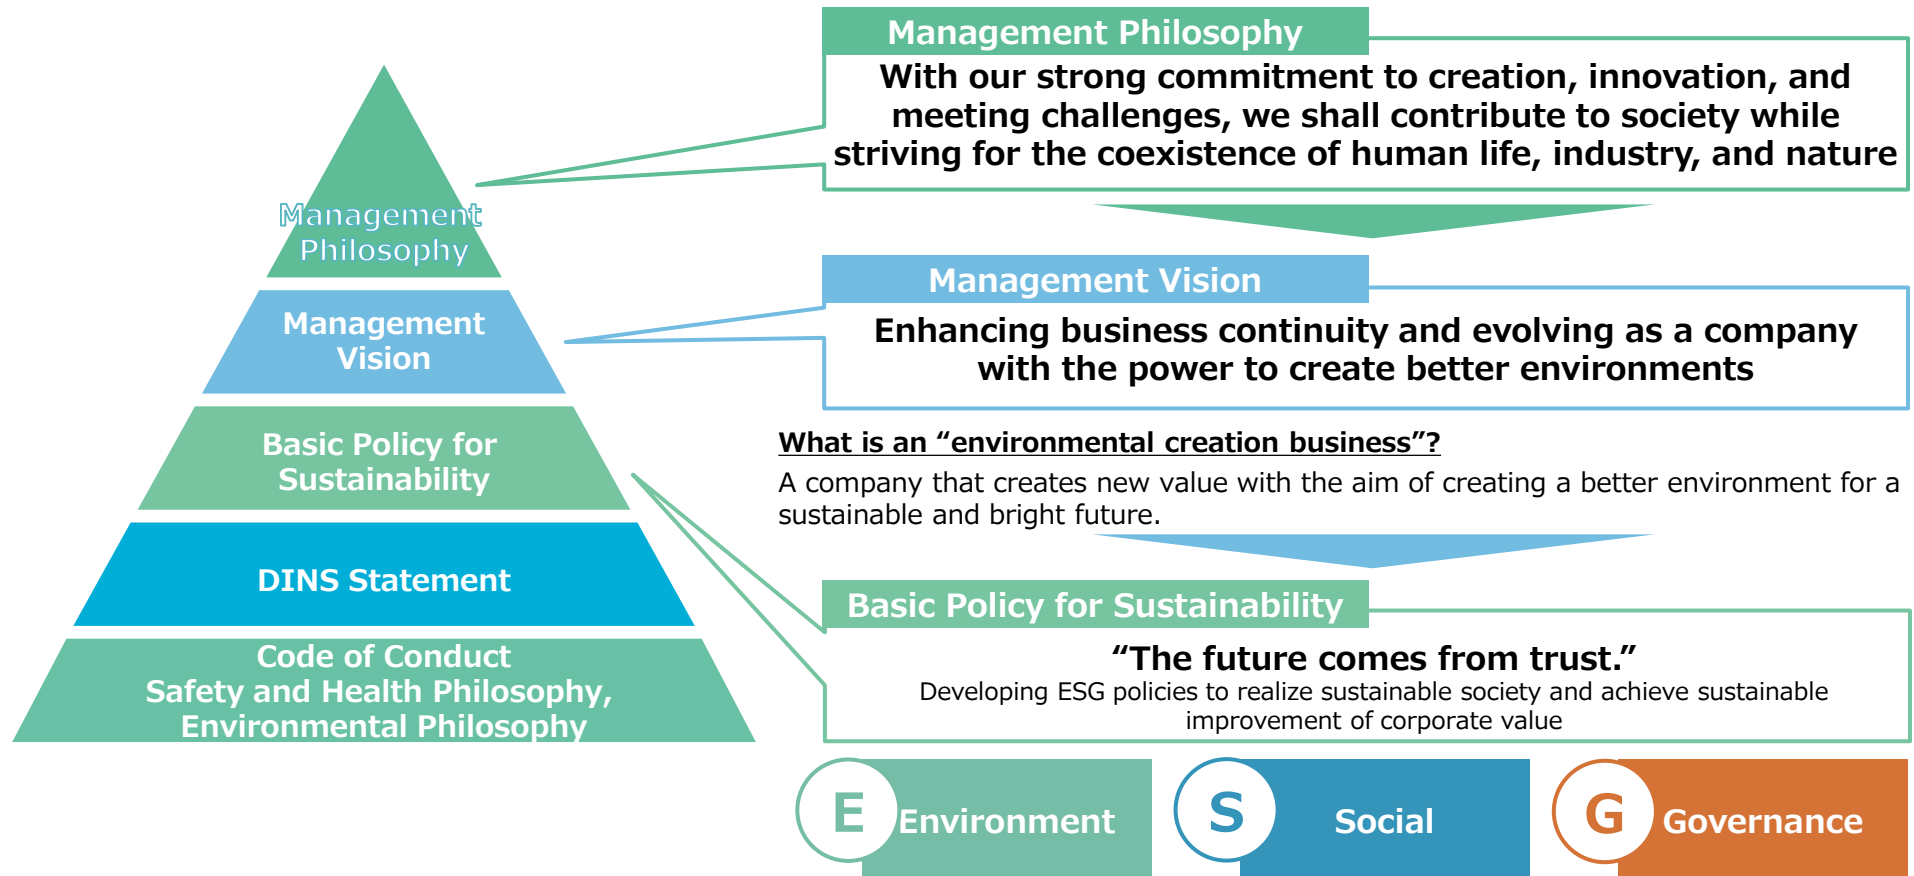 Management
Philosophy
Management
Vision
Basic Policy for
Sustainability
DINS Statement
Code of Conduct
Safety and Health Philosophy,
Environmental Philosophy
Management Philosophy
With our strong commitment to creation, innovation, and
meeting challenges, we shall contribute to society while
striving for the coexistence of human life, industry, and nature
Management Vision
Enhancing business continuity and evolving as a company
with the power to create better environments
What is an “environmental creation business”?
A company that creates new value with the aim of creating a better environment for a
sustainable and bright future.
Basic Policy for Sustainability
“The future comes from trust.”
Developing ESG policies to realize sustainable society and achieve sustainable
improvement of corporate value
E Environment
S Social
G Governance